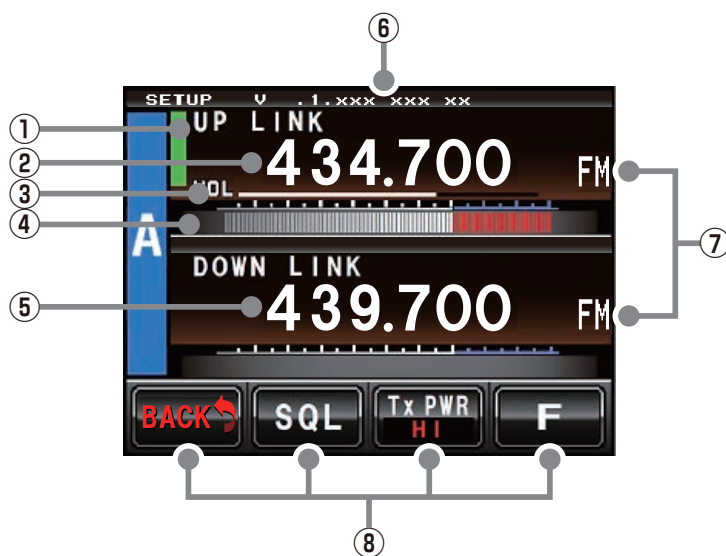 ⑥
SETUP V .1.xxx xxx xx
① UP LINK
② 434.700 FM
③ VOL
④ A ⑦
DOWN LINK
⑤ 439.700 FM
BACK SQL Tx PWR HI F
⑧